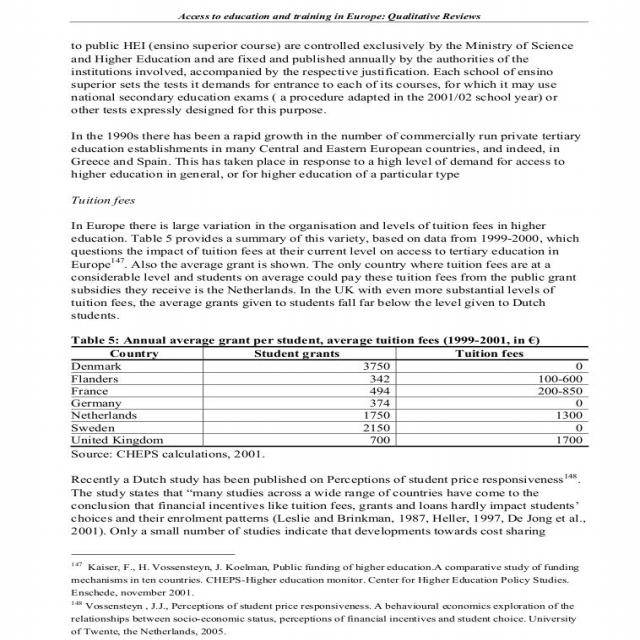 Access to education and training in Europe: Qualitative Reviews
to public HEI (ensino superior course) are controlled exclusively by the Ministry of Science
and Higher Education and are fixed and published annually by the authorities of the
institutions involved, accompanied by the respective justification. Each school of ensino
superior sets the tests it demands for entrance to each of its courses, for which it may use
national secondary education exams ( a procedure adapted in the 2001/02 school year) or
other tests expressly designed for this purpose.
In the 1990s there has been a rapid growth in the number of commercially run private tertiary
education establishments in many Central and Eastern European countries, and indeed, in
Greece and Spain. This has taken place in response to a high level of demand for access to
higher education in general, or for higher education of a particular type
Tuition fees
In Europe there is large variation in the organisation and levels of tuition fees in higher
education. Table 5 provides a summary of this variety, based on data from 1999-2000, which
questions the impact of tuition fees at their current level on access to tertiary education in
Europe147. Also the average grant is shown. The only country where tuition fees are at a
considerable level and students on average could pay these tuition fees from the public grant
subsidies they receive is the Netherlands. In the UK with even more substantial levels of
tuition fees, the average grants given to students fall far below the level given to Dutch
students.
Table 5: Annual average grant per student, average tuition fees (1999-2001, in €)
Country Student grants Tuition fees
Denmark 3750 0
Flanders 342 100-600
France 494 200-850
Germany 374 0
Netherlands 1750 1300
Sweden 2150 0
United Kingdom 700 1700
Source: CHEPS calculations, 2001.
Recently a Dutch study has been published on Perceptions of student price responsiveness148.
The study states that “many studies across a wide range of countries have come to the
conclusion that financial incentives like tuition fees, grants and loans hardly impact students’
choices and their enrolment patterns (Leslie and Brinkman, 1987, Heller, 1997, De Jong et al.,
2001). Only a small number of studies indicate that developments towards cost sharing
147 Kaiser, F., H. Vossensteyn, J. Koelman, Public funding of higher education.A comparative study of funding
mechanisms in ten countries. CHEPS-Higher education monitor. Center for Higher Education Policy Studies.
Enschede, november 2001.
148 Vossensteyn , J.J., Perceptions of student price responsiveness. A behavioural economics exploration of the
relationships between socio-economic status, perceptions of financial incentives and student choice. University
of Twente, the Netherlands, 2005.